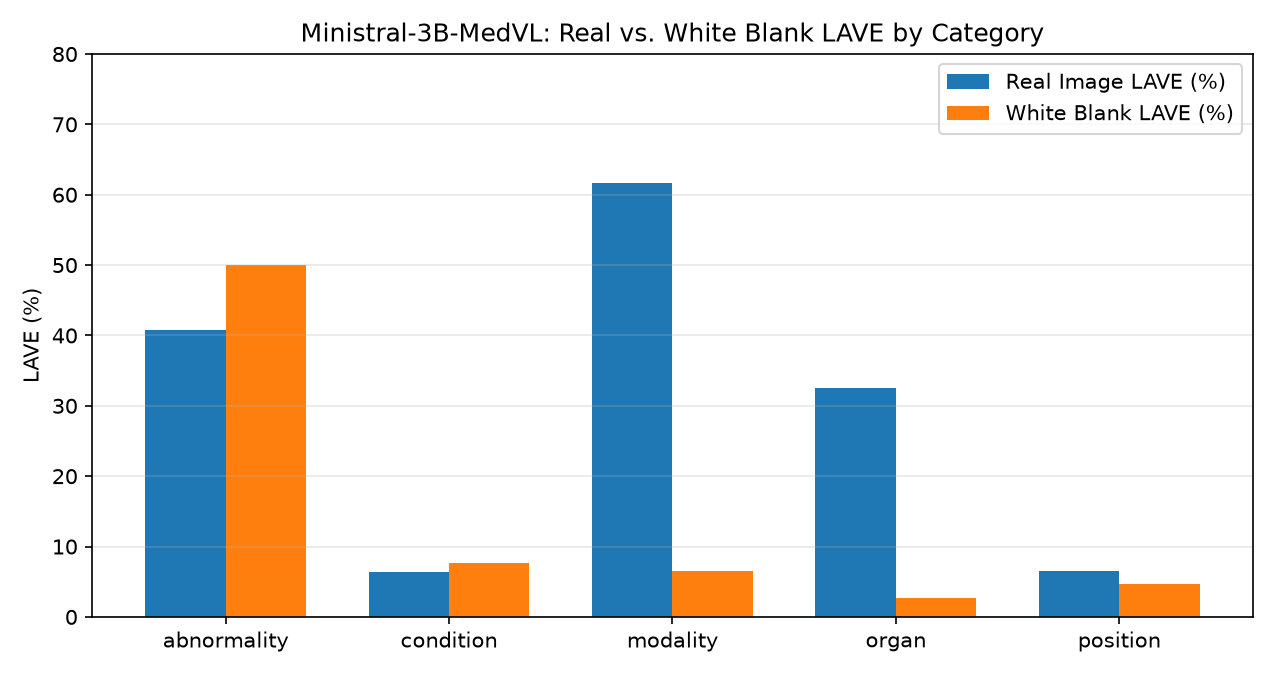 Ministral-3B-MedVL: Real vs. White Blank LAVE by Category
Real Image LAVE (%)
White Blank LAVE (%)
LAVE (%)
80
70
60
50
40
30
20
10
0
abnormality
condition
modality
organ
position